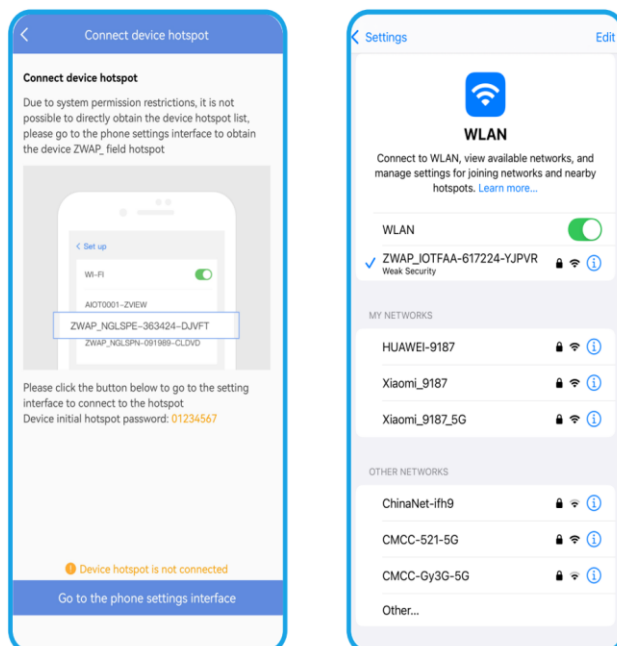 Connect device hotspot
Connect device hotspot
Due to system permission restrictions, it is not
possible to directly obtain the device hotspot list,
please go to the phone settings interface to obtain
the device ZWAP_ field hotspot
Set up
WI-FI
AIOT0001-ZVIEW
ZWAP_NGLSPE-363424-DJVFT
ZWAP_NGLSPN-091989-CLDVD
Please click the button below to go to the setting
interface to connect to the hotspot
Device initial hotspot password: 01234567
Device hotspot is not connected
Go to the phone settings interface
Settings
Edit
WLAN
Connect to WLAN, view available networks, and
manage settings for joining networks and nearby
hotspots. Learn more...
WLAN
ZWAP_IOTFAA-617224-YJPVR
Weak Security
MY NETWORKS
HUAWEI-9187
Xiaomi_9187
Xiaomi_9187_5G
OTHER NETWORKS
ChinaNet-ifh9
CMCC-521-5G
CMCC-Gy3G-5G
Other...